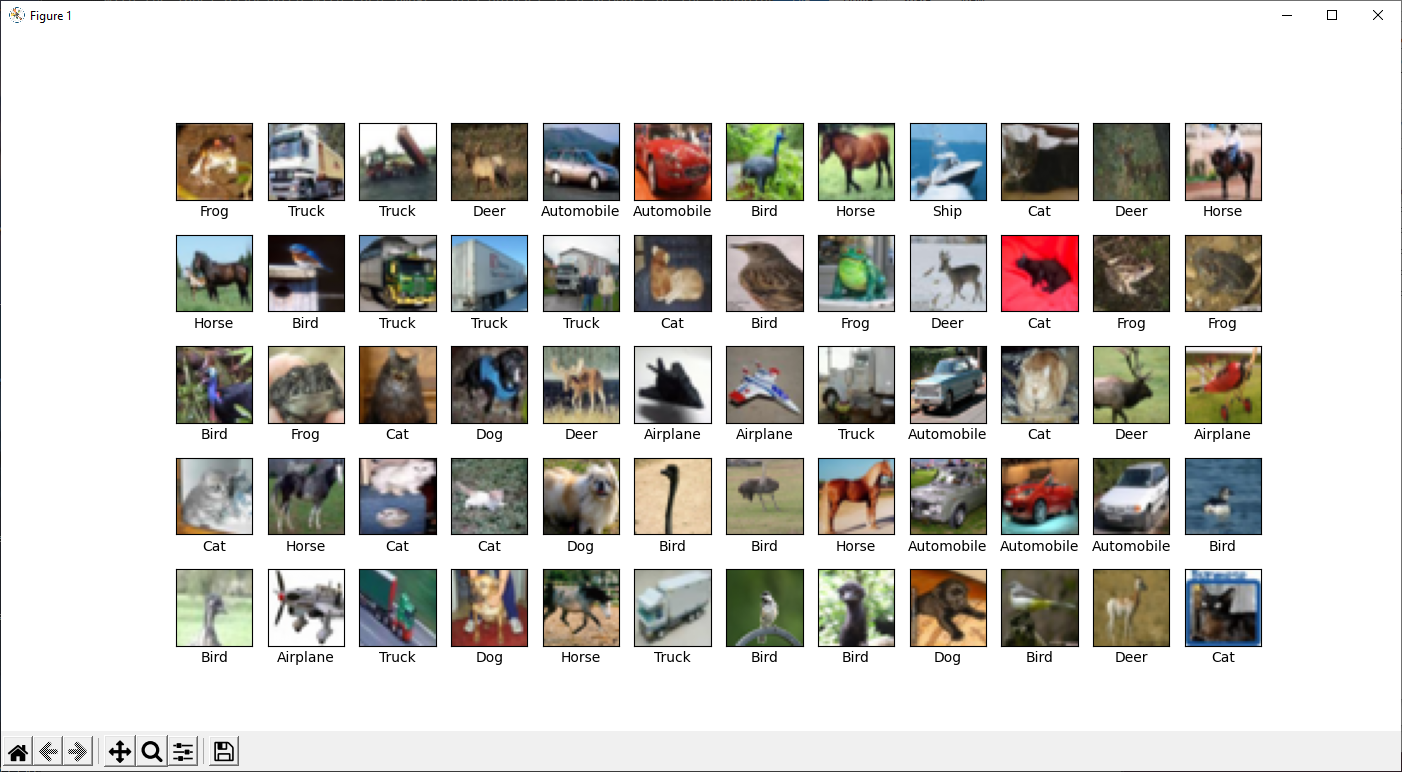 Figure 1
Frog Truck Truck Deer Automobile Automobile Bird Horse Ship Cat Deer Horse
Horse Bird Truck Truck Truck Cat Bird Frog Deer Cat Frog Frog
Bird Frog Cat Dog Deer Airplane Airplane Truck Automobile Cat Deer Airplane
Cat Horse Cat Cat Dog Bird Bird Horse Automobile Automobile Automobile Bird
Bird Airplane Truck Dog Horse Truck Bird Bird Dog Bird Deer Cat